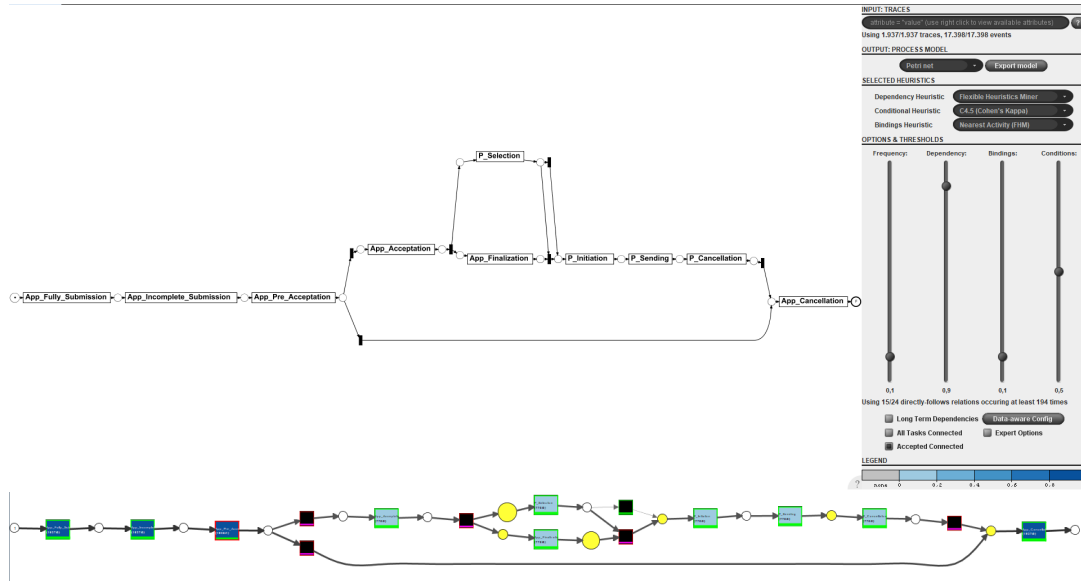 INPUT: TRACES
attribute = "value" (use right click to view available attributes)
?
Using 1.937/1.937 traces, 17.398/17.398 events
OUTPUT: PROCESS MODEL
Petri net
Export model
SELECTED HEURISTICS
Dependency Heuristic
Flexible Heuristics Miner
Conditional Heuristic
C4.5 (Cohen's Kappa)
Bindings Heuristic
Nearest Activity (FHM)
OPTIONS & THRESHOLDS
Frequency: Dependency: Bindings: Conditions:
0,1 0,9 0,1 0,5
Using 15/24 directly-follows relations occuring at least 194 times
Long Term Dependencies
Data-aware Config
All Tasks Connected
Expert Options
Accepted Connected
LEGEND
?
none 0 0.2 0.4 0.6 0.8
P_Selection
App_Acceptation
App_Finalization
P_Initiation
P_Sending
P_Cancellation
App_Fully_Submission
App_Incomplete_Submission
App_Pre_Acceptation
App_Cancellation